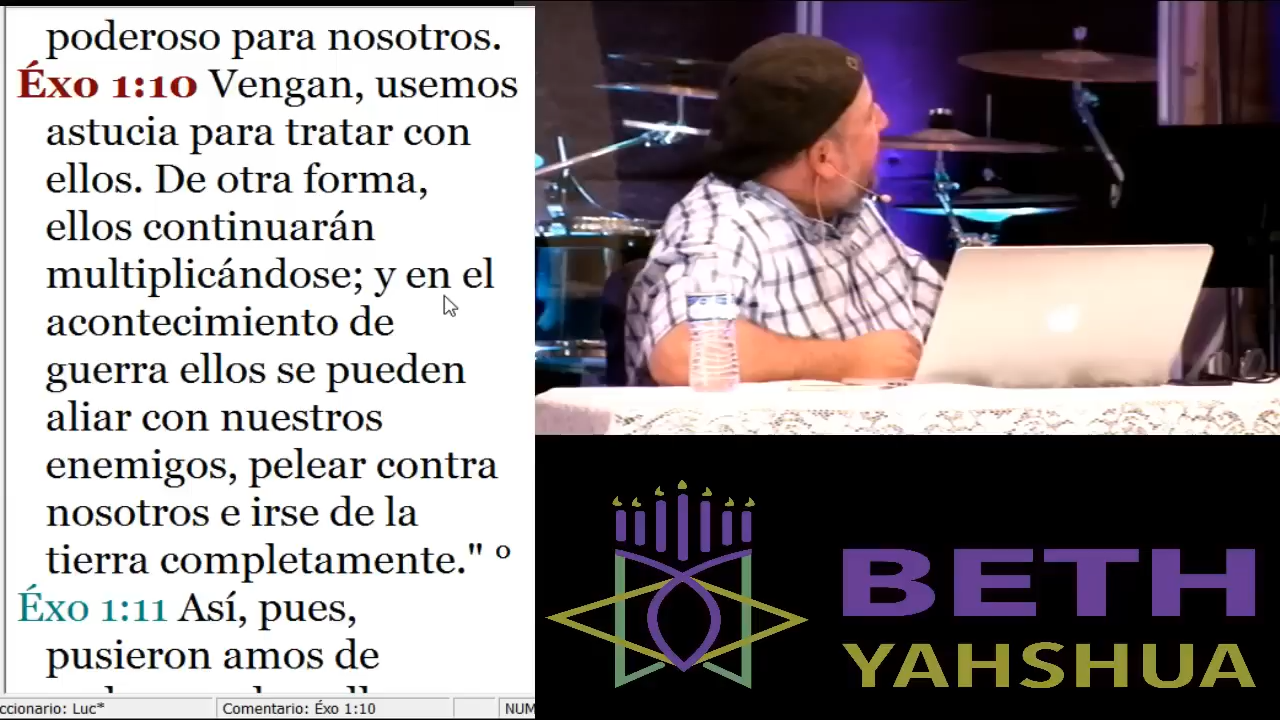 poderoso para nosotros.
Éxo 1:10 Vengan, usemos
astucia para tratar con
ellos. De otra forma,
ellos continuarán
multiplicándose; y en el
acontecimiento de
guerra ellos se pueden
aliar con nuestros
enemigos, pelear contra
nosotros e irse de la
tierra completamente." º
Éxo 1:11 Así, pues,
pusieron amos de
ccionario: Luc*
Comentario: Éxo 1:10
NUM
BETH
YAHSHUA